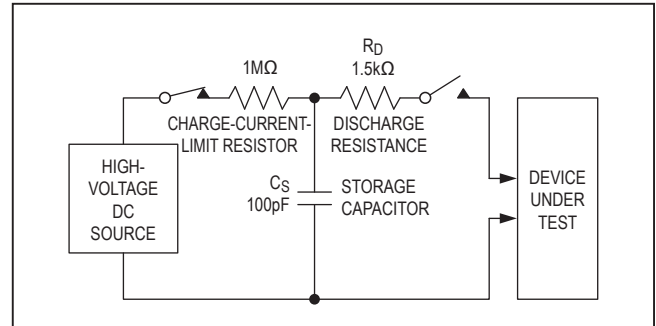 R_D
1MΩ
1.5kΩ
CHARGE-CURRENT-
LIMIT RESISTOR
DISCHARGE
RESISTANCE
HIGH-
VOLTAGE
DC
SOURCE
C_S
100pF
STORAGE
CAPACITOR
DEVICE
UNDER
TEST